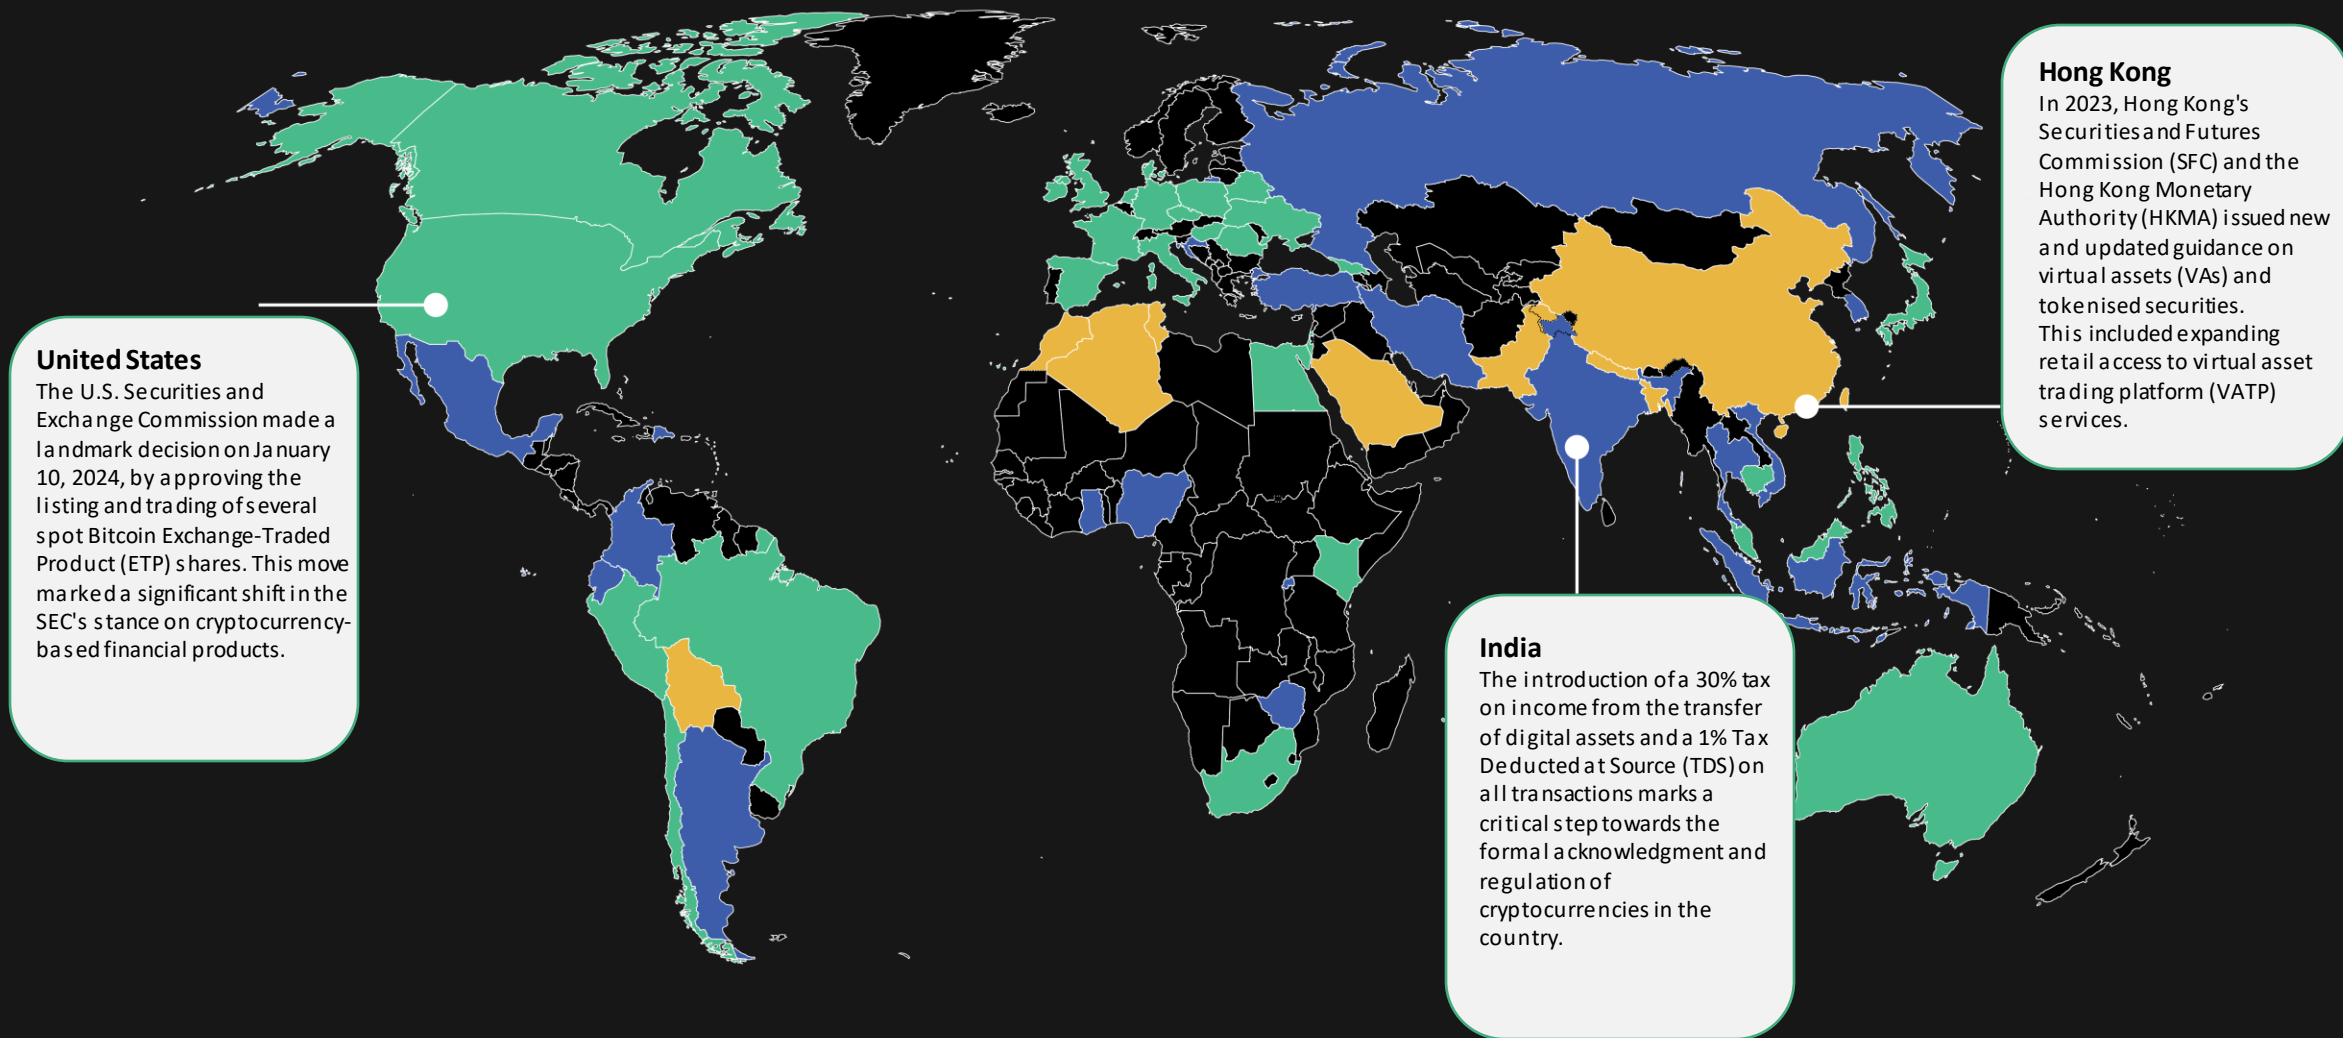 United States
The U.S. Securities and
Exchange Commission made a
landmark decision on January
10, 2024, by approving the
listing and trading of several
spot Bitcoin Exchange-Traded
Product (ETP) shares. This move
marked a significant shift in the
SEC's stance on cryptocurrency-
based financial products.
Hong Kong
In 2023, Hong Kong's
Securities and Futures
Commission (SFC) and the
Hong Kong Monetary
Authority (HKMA) issued new
and updated guidance on
virtual assets (VAs) and
tokenised securities.
This included expanding
retail access to virtual asset
trading platform (VATP)
services.
India
The introduction of a 30% tax
on income from the transfer
of digital assets and a 1% Tax
Deducted at Source (TDS) on
all transactions marks a
critical step towards the
formal acknowledgment and
regulation of
cryptocurrencies in the
country.